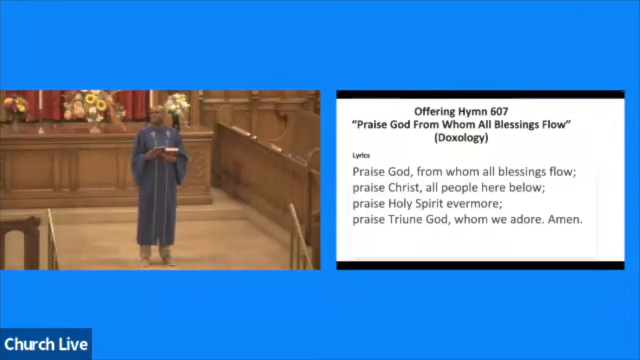 Offering Hymn 607
“Praise God From Whom All Blessings Flow”
(Doxology)
Lyrics
Praise God, from whom all blessings flow;
praise Christ, all people here below;
praise Holy Spirit evermore;
praise Triune God, whom we adore. Amen.
Church Live